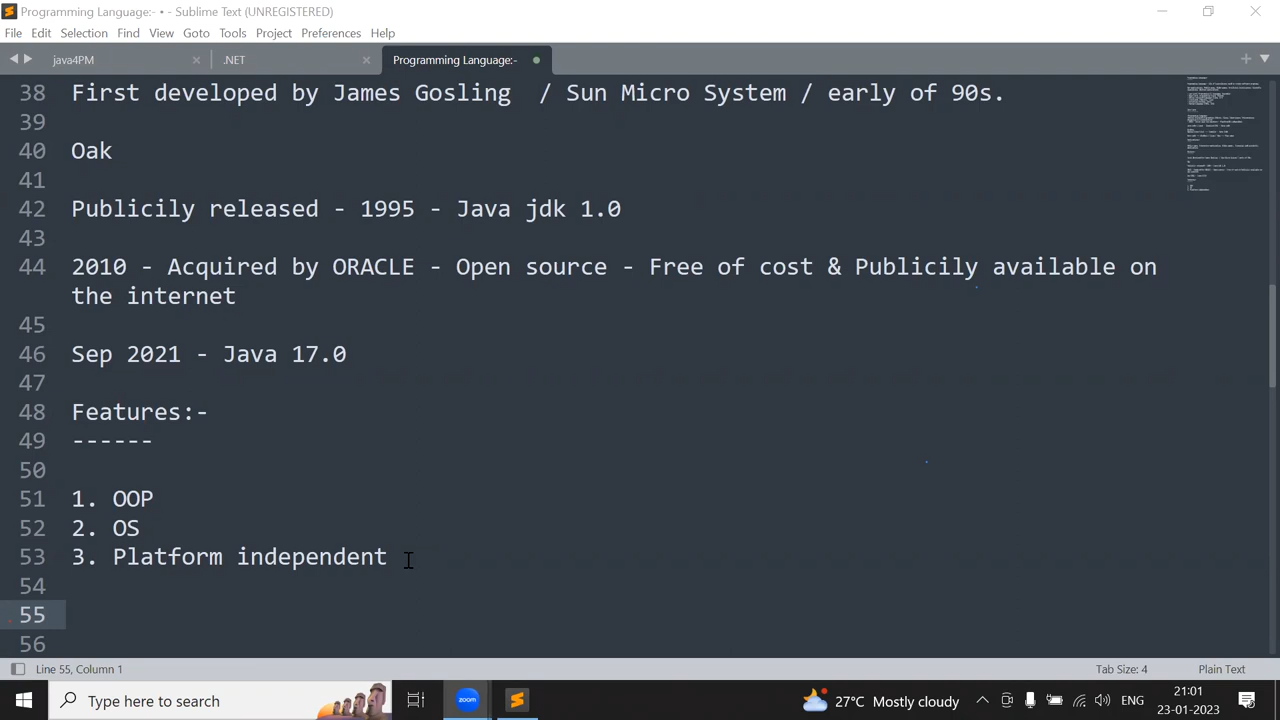 Programming Language:- • - Sublime Text (UNREGISTERED)
File Edit Selection Find View Goto Tools Project Preferences Help
java4PM .NET Programming Language:-
38 First developed by James Gosling / Sun Micro System / early of 90s.
39
40 Oak
41
42 Publicily released - 1995 - Java jdk 1.0
43
44 2010 - Acquired by ORACLE - Open source - Free of cost & Publicily available on
the internet
45
46 Sep 2021 - Java 17.0
47
48 Features:-
49 ------
50
51 1. OOP
52 2. OS
53 3. Platform independent
54
55
56
Line 55, Column 1 Tab Size: 4 Plain Text
Type here to search zoom 27°C Mostly cloudy ENG 21:01
23-01-2023